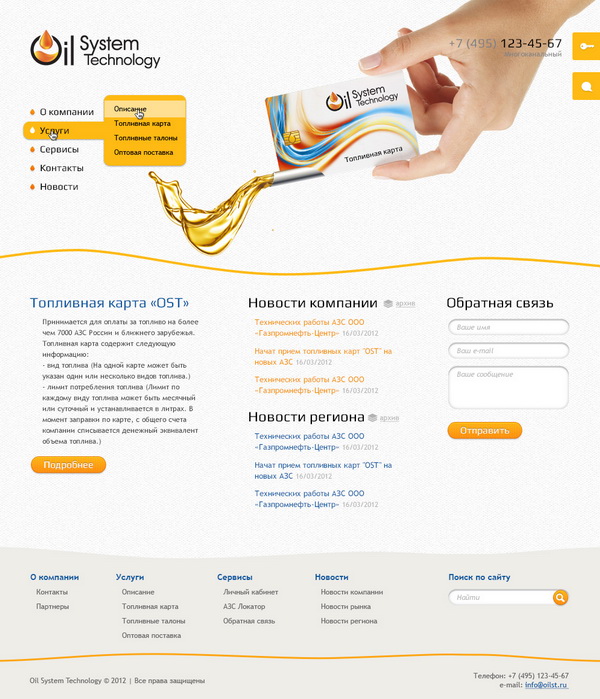 Oil System Technology
+7 (495) 123-45-67
многоканальный
О компании
Услуги
Сервисы
Контакты
Новости
Описание
Топливная карта
Топливные талоны
Оптовая поставка
Oil System Technology
Топливная карта
Топливная карта «OST»
Принимается для оплаты за топливо на более
чем 7000 АЗС России и ближнего зарубежья.
Топливная карта содержит следующую
информацию:
- вид топлива (На одной карте может быть
указан один или несколько видов топлива.)
- лимит потребления топлива (Лимит по
каждому виду топлива может быть месячный
или суточный и устанавливается в литрах. В
момент заправки по карте, с общего счета
компании списывается денежный эквивалент
объема топлива.)
Подробнее
Новости компании архив
Технических работы АЗС ООО
«Газпромнефть-Центр» 16/03/2012
Начат прием топливных карт "OST" на
новых АЗС 16/03/2012
Технических работы АЗС ООО
«Газпромнефть-Центр» 16/03/2012
Новости региона архив
Технических работы АЗС ООО
«Газпромнефть-Центр» 16/03/2012
Начат прием топливных карт "OST" на
новых АЗС 16/03/2012
Технических работы АЗС ООО
«Газпромнефть-Центр» 16/03/2012
Обратная связь
Ваше имя
Ваш e-mail
Ваше сообщение
Отправить
О компании
Контакты
Партнеры
Услуги
Описание
Топливная карта
Топливные талоны
Оптовая поставка
Сервисы
Личный кабинет
АЗС Локатор
Обратная связь
Новости
Новости компании
Новости рынка
Новости региона
Поиск по сайту
Найти
Oil System Technology © 2012 | Все права защищены
Телефон: +7 (495) 123-45-67
e-mail: info@oilst.ru